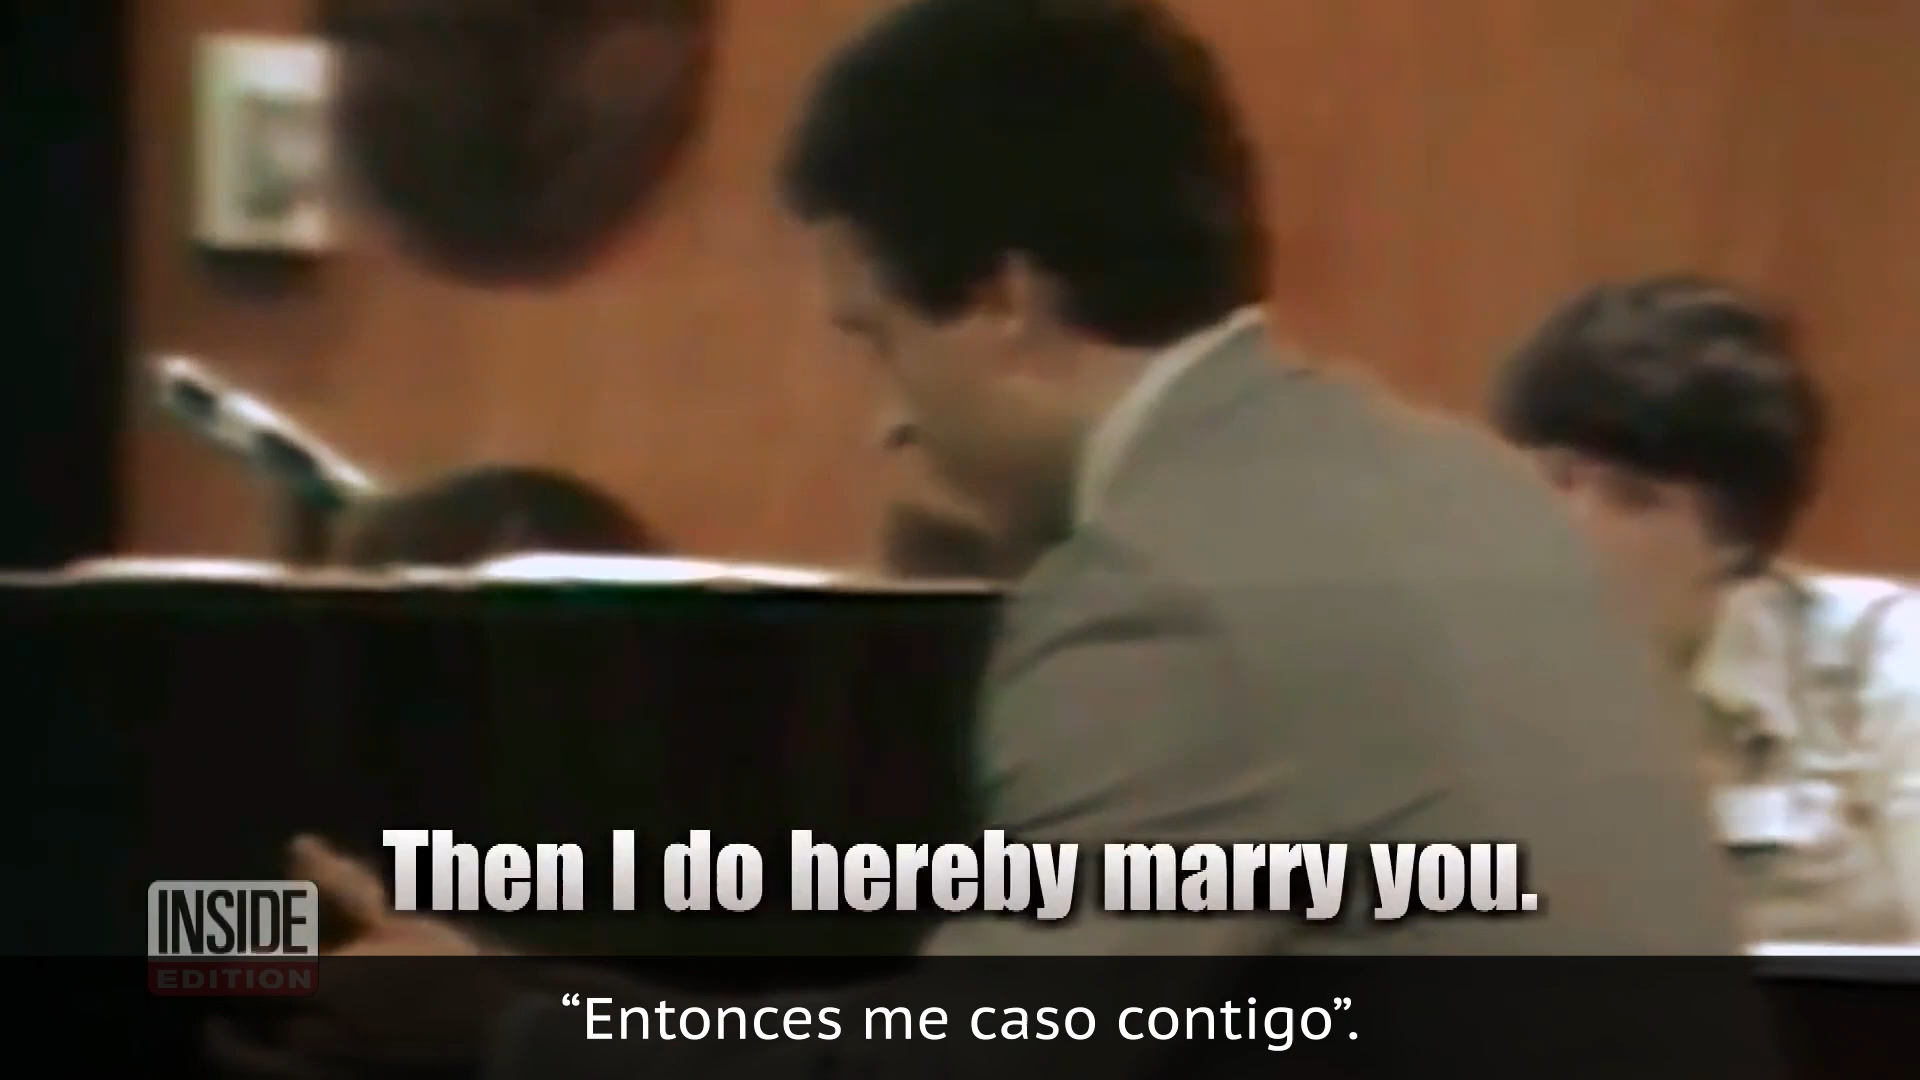 Then I do hereby marry you.
INSIDE
EDITION
“Entonces me caso contigo”.